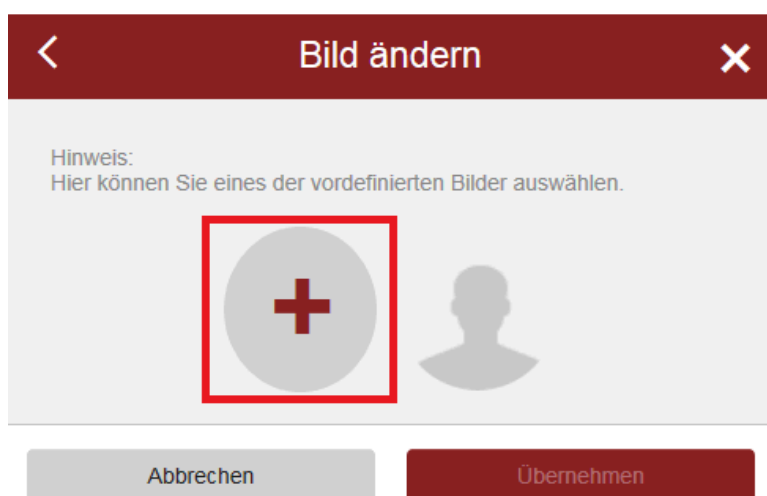 Bild ändern
Hinweis:
Hier können Sie eines der vordefinierten Bilder auswählen.
Abbrechen
Übernehmen